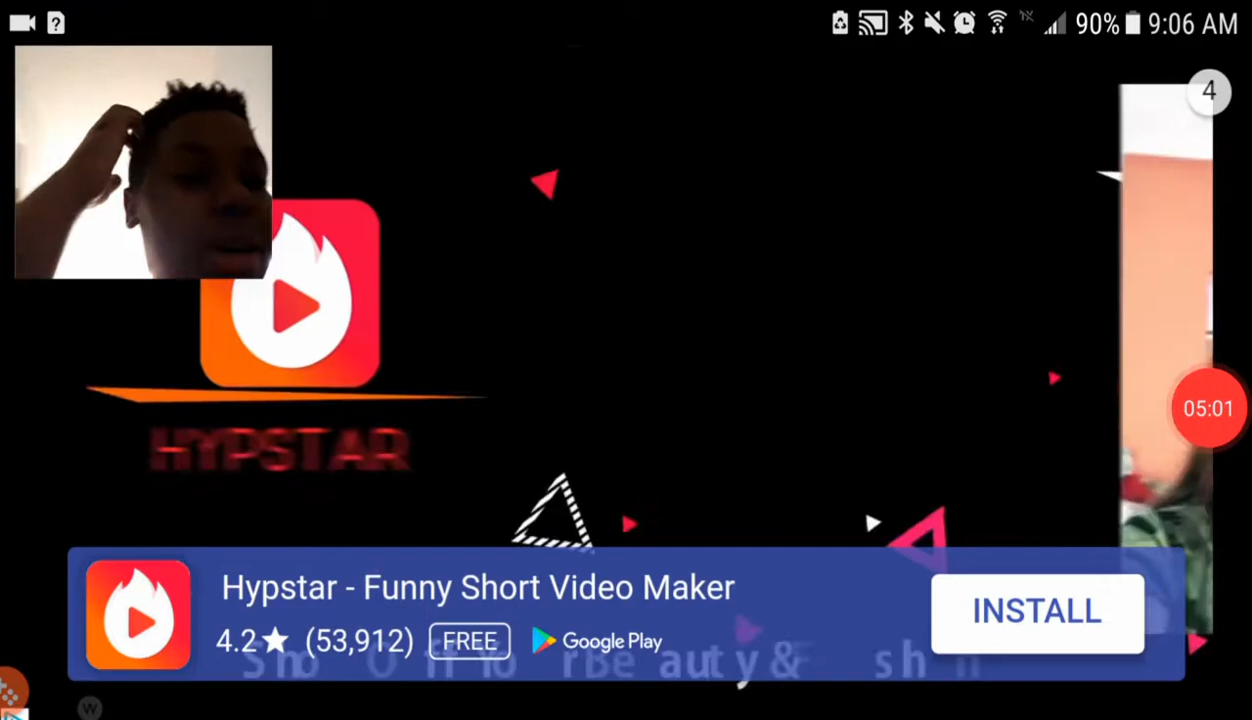 90% 9:06 AM
4
05:01
HYPSTAR
Hypstar - Funny Short Video Maker
INSTALL
4.2★ (53,912) FREE Google Play
W